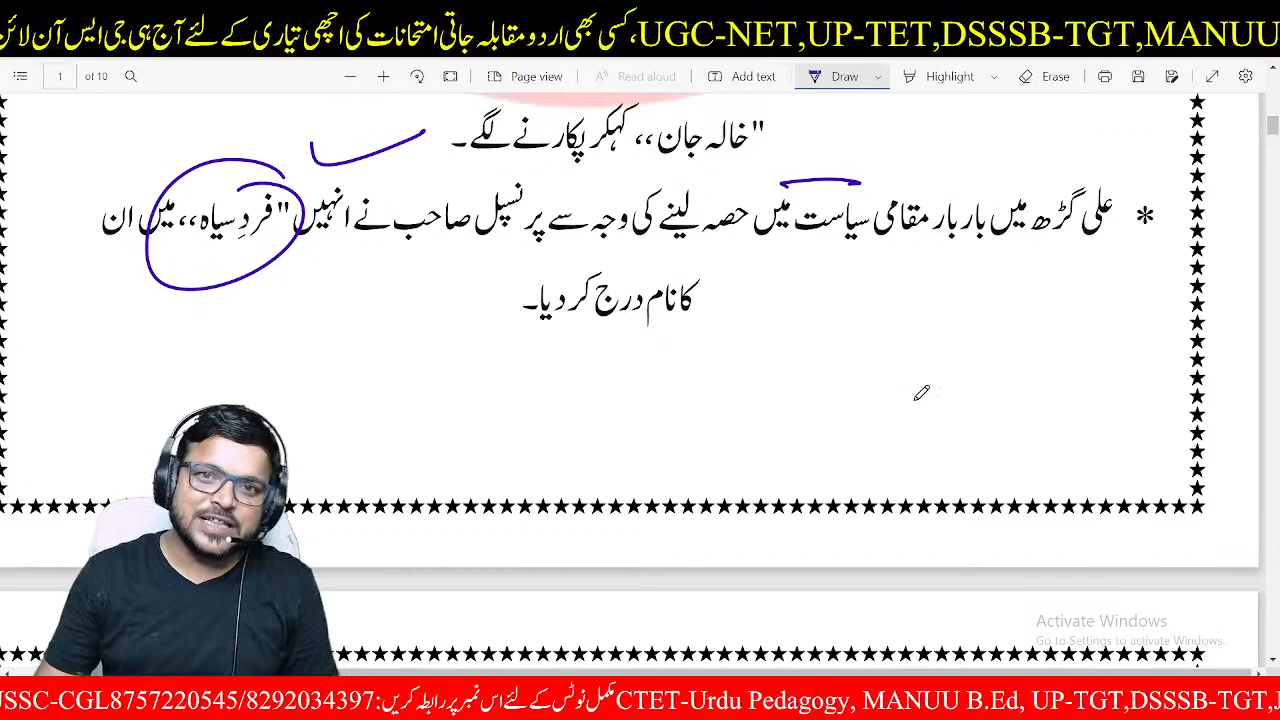 کسی بھی اردو مقابلہ جاتی امتحانات کی اچھی تیاری کے لئے آج ہی جی ایس آن لائن ،UGC-NET,UP-TET,DSSSB-TGT,MANUU
1 of 10 Page view Read aloud Add text Draw Highlight Erase
"خالہ جان،، کہکر پکارنے لگے۔
* علی گڑھ میں بار بار مقامی سیاست میں حصہ لینے کی وجہ سے پرنسپل صاحب نے انہیں "فردِ سیاہ،، میں ان
کا نام درج کر دیا۔
Activate Windows
Go to Settings to activate Windows.
JSSC-CGL8757220545/8292034397:مکمل نوٹس کے لئے اس نمبر پر رابطہ کریں CTET-Urdu Pedagogy, MANUU B.Ed, UP-TGT,DSSSB-TGT,J